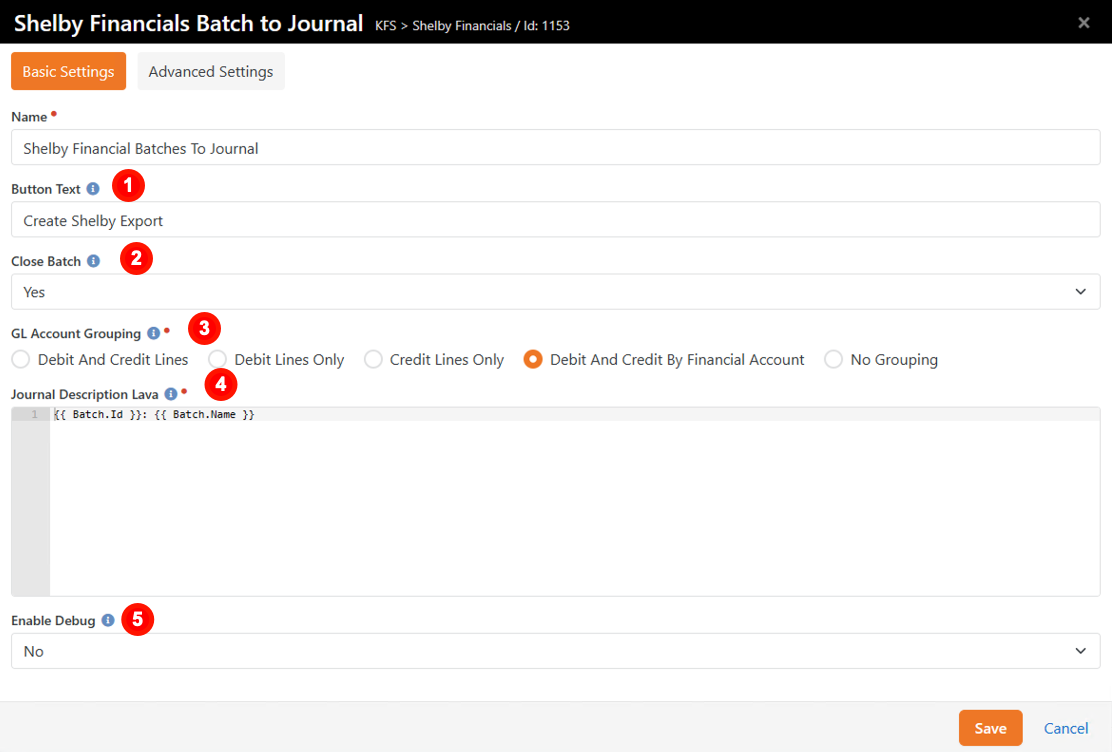 Shelby Financials Batch to Journal KFS > Shelby Financials / Id: 1153 ×
Basic Settings Advanced Settings
Name
Shelby Financial Batches To Journal
Button Text i 1
Create Shelby Export
Close Batch i 2
Yes
GL Account Grouping i 3
Debit And Credit Lines Debit Lines Only Credit Lines Only Debit And Credit By Financial Account No Grouping
Journal Description Lava i 4
1 {{ Batch.Id }}: {{ Batch.Name }}
Enable Debug i 5
No
Save Cancel